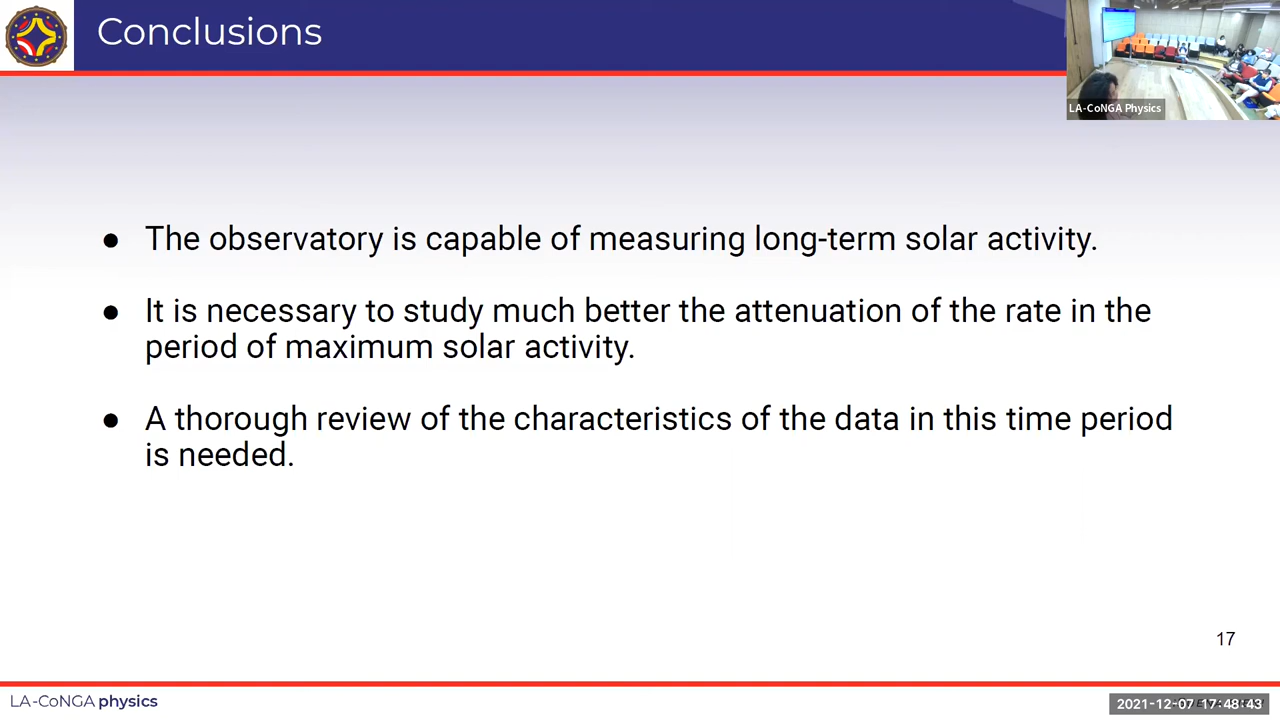 Conclusions
LA-CoNGA Physics
● The observatory is capable of measuring long-term solar activity.
● It is necessary to study much better the attenuation of the rate in the
period of maximum solar activity.
● A thorough review of the characteristics of the data in this time period
is needed.
17
LA-CoNGA physics
2021-12-07 17:48:43